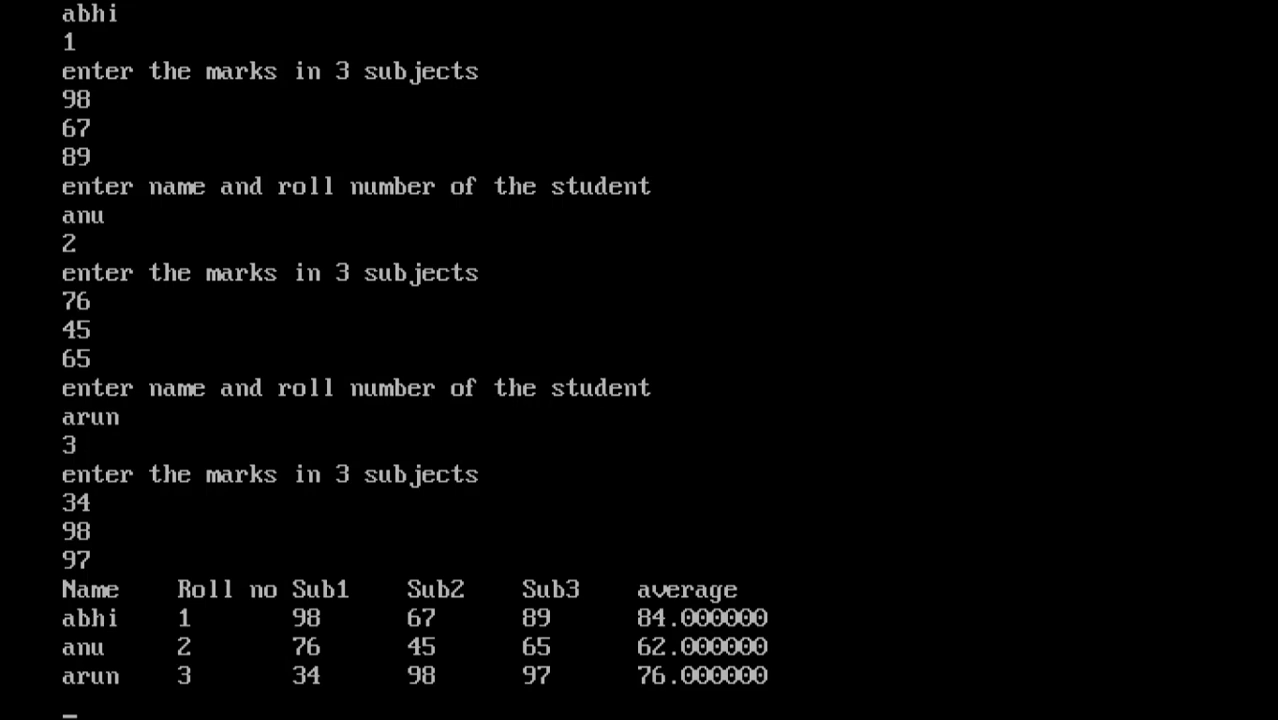 abhi
1
enter the marks in 3 subjects
98
67
89
enter name and roll number of the student
anu
2
enter the marks in 3 subjects
76
45
65
enter name and roll number of the student
arun
3
enter the marks in 3 subjects
34
98
97
Name Roll no Sub1 Sub2 Sub3 average
abhi 1 98 67 89 84.000000
anu 2 76 45 65 62.000000
arun 3 34 98 97 76.000000
_